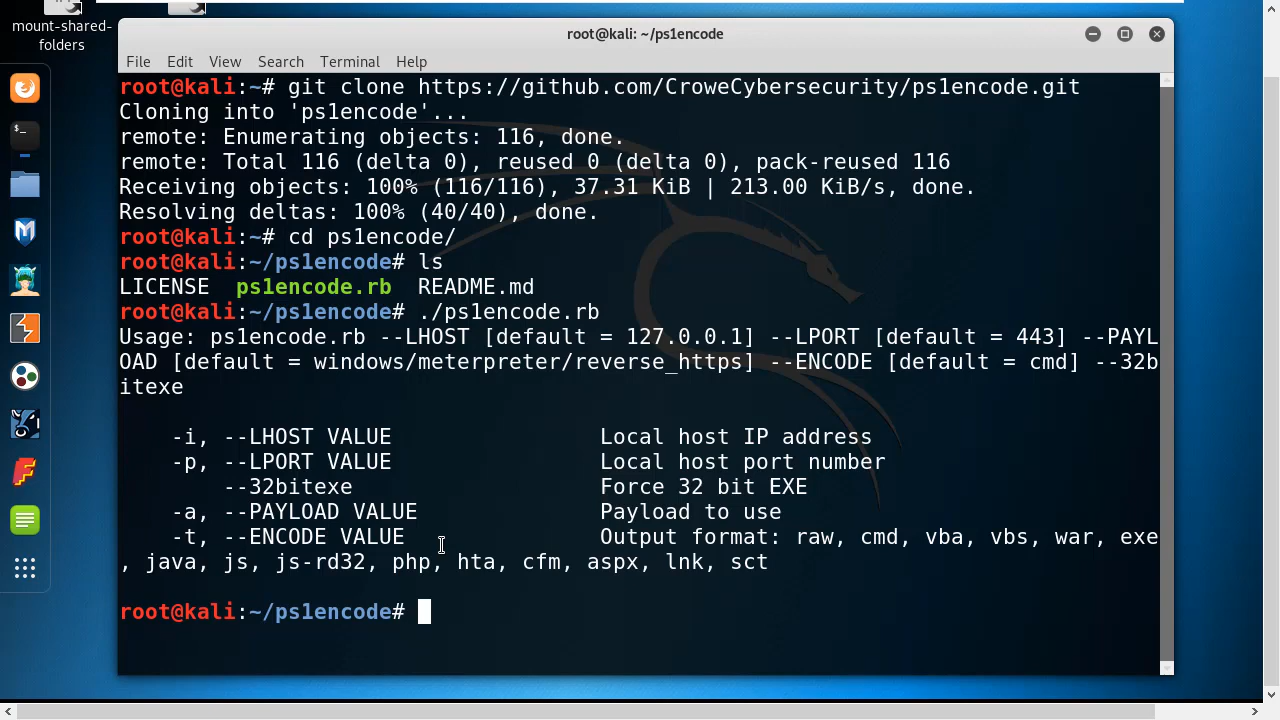 mount-shared-
folders
root@kali: ~/ps1encode
File Edit View Search Terminal Help
root@kali:~# git clone https://github.com/CroweCybersecurity/ps1encode.git
Cloning into 'ps1encode'...
remote: Enumerating objects: 116, done.
remote: Total 116 (delta 0), reused 0 (delta 0), pack-reused 116
Receiving objects: 100% (116/116), 37.31 KiB | 213.00 KiB/s, done.
Resolving deltas: 100% (40/40), done.
root@kali:~# cd ps1encode/
root@kali:~/ps1encode# ls
LICENSE  ps1encode.rb  README.md
root@kali:~/ps1encode# ./ps1encode.rb
Usage: ps1encode.rb --LHOST [default = 127.0.0.1] --LPORT [default = 443] --PAYL
OAD [default = windows/meterpreter/reverse_https] --ENCODE [default = cmd] --32b
itexe
    -i, --LHOST VALUE                Local host IP address
    -p, --LPORT VALUE                Local host port number
        --32bitexe                   Force 32 bit EXE
    -a, --PAYLOAD VALUE              Payload to use
    -t, --ENCODE VALUE               Output format: raw, cmd, vba, vbs, war, exe
, java, js, js-rd32, php, hta, cfm, aspx, lnk, sct
root@kali:~/ps1encode#